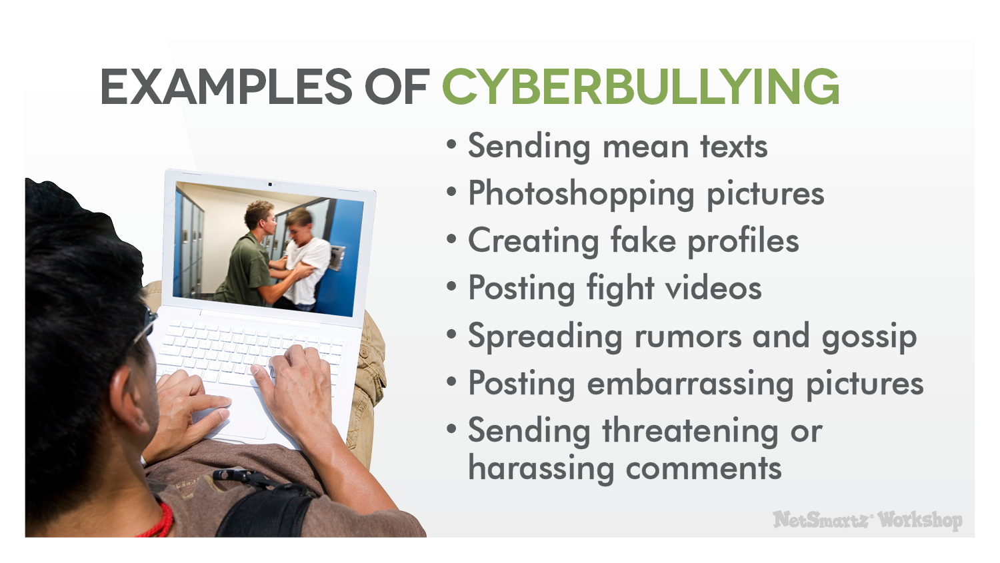 EXAMPLES OF CYBERBULLYING
• Sending mean texts
• Photoshopping pictures
• Creating fake profiles
• Posting fight videos
• Spreading rumors and gossip
• Posting embarrassing pictures
• Sending threatening or
harassing comments
NetSmartz® Workshop